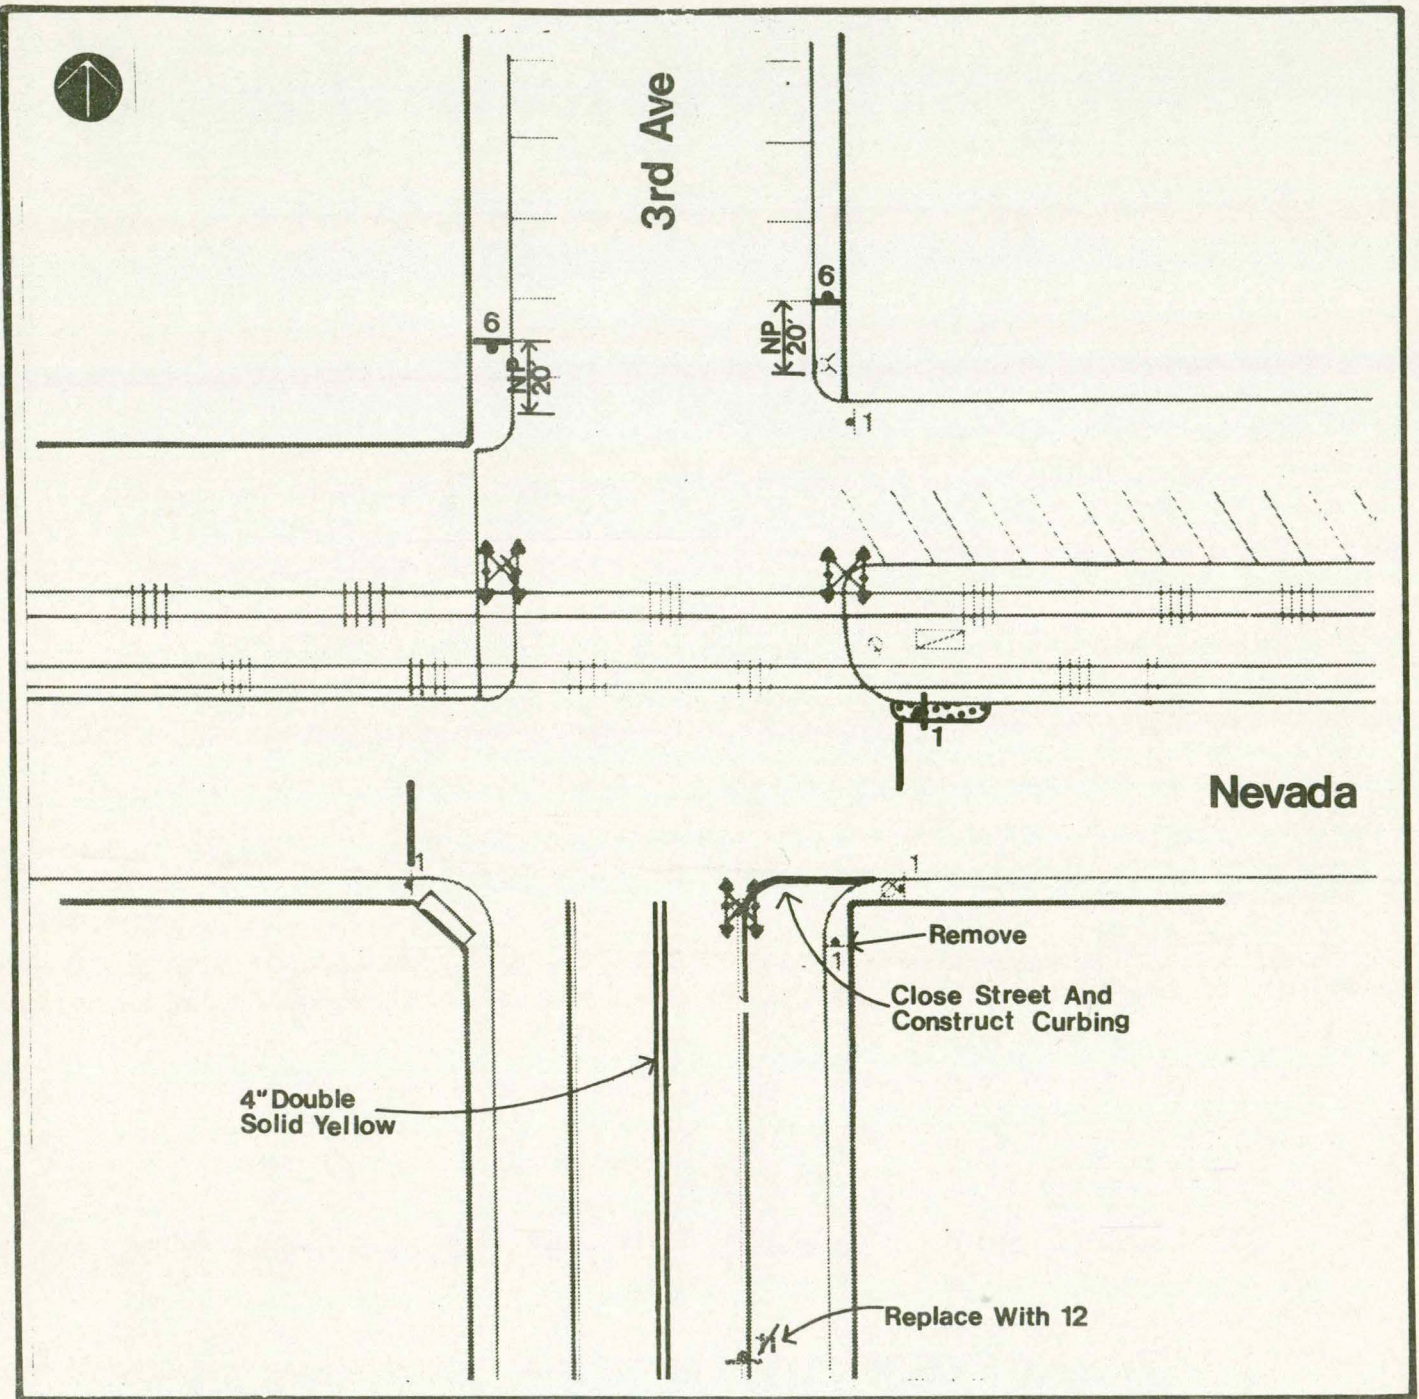 3rd Ave
6
6
NP
20'
NP
20'
1
1
Nevada
1
1
Remove
1
Close Street And
Construct Curbing
4" Double
Solid Yellow
Replace With 12